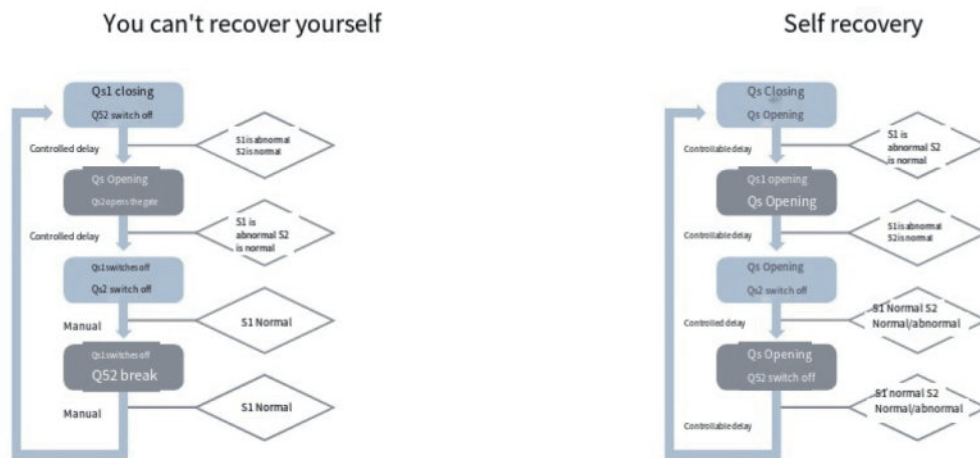 You can't recover yourself
Qs1 closing
Q52 switch off
S1 is abnormal
S2 is normal
Controlled delay
Qs Opening
Qs2 opens the gate
S1 is
abnormal S2
is normal
Controlled delay
Qs1 switches off
Qs2 switch off
Manual
S1 Normal
Qs1 switches off
Q52 break
Manual
S1 Normal
Self recovery
Qs Closing
Qs Opening
S1 is
abnormal S2
is normal
Controllable delay
Qs1 opening
Qs Opening
S1 is abnormal
S2 is normal
Controllable delay
Qs Opening
Qs2 switch off
S1 Normal S2
Normal/abnormal
Controlled delay
Qs Opening
Q52 switch off
S1 normal S2
Normal/abnormal
Controllable delay